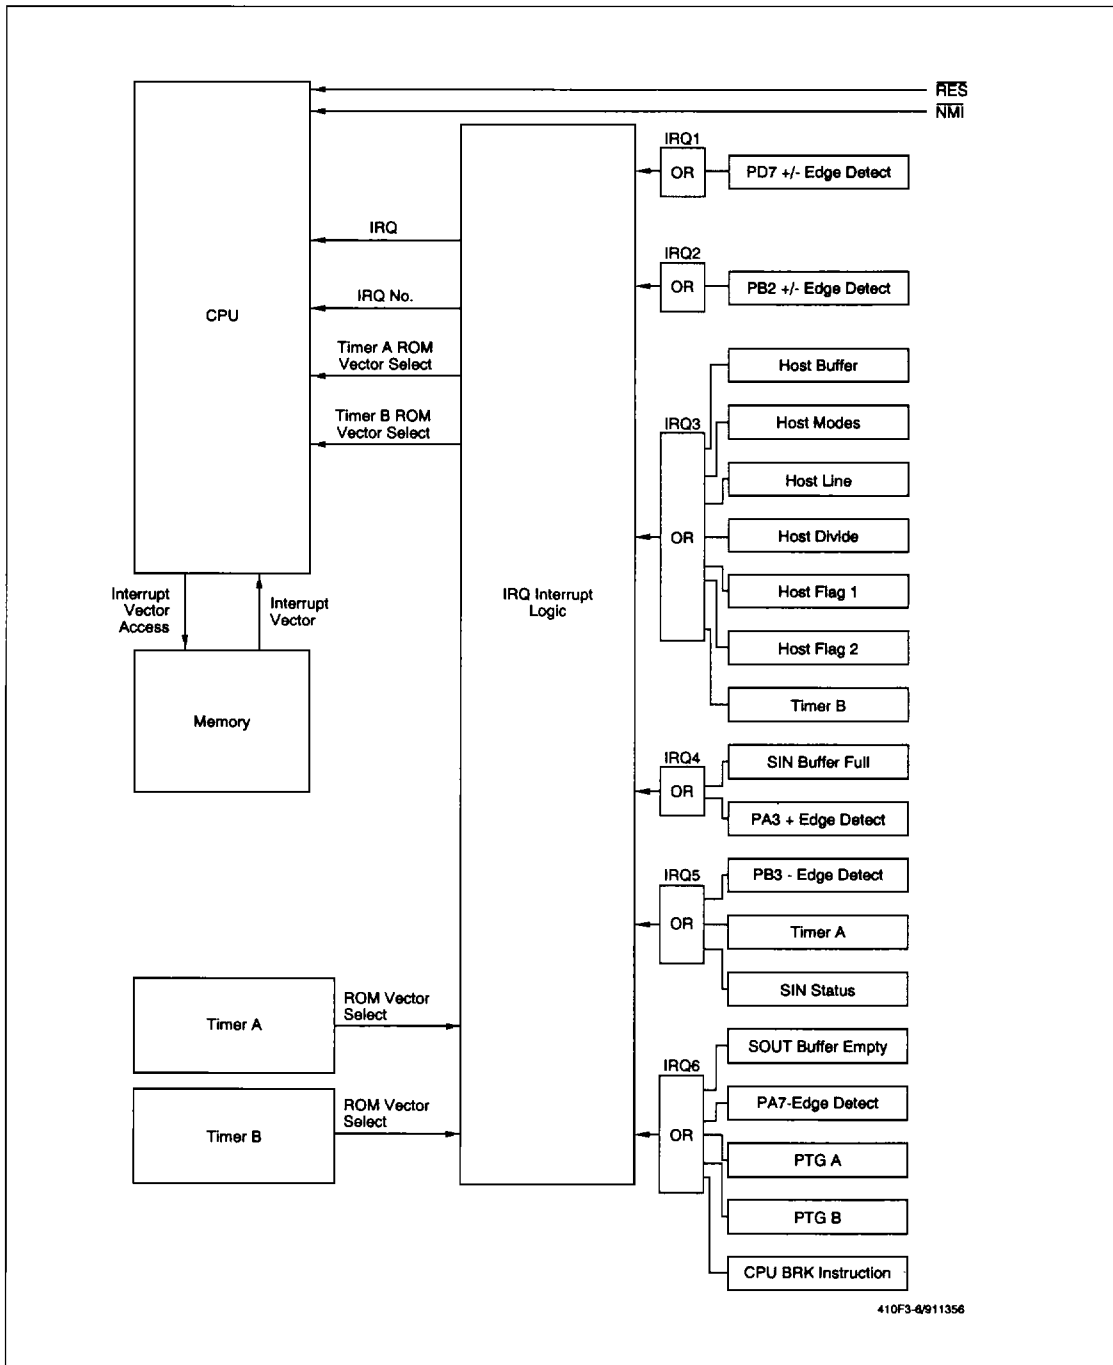 RES
NMI
IRQ1
OR
PD7 +/- Edge Detect
IRQ
IRQ2
OR
PB2 +/- Edge Detect
IRQ No.
CPU
Timer A ROM
Vector Select
Timer B ROM
Vector Select
Host Buffer
IRQ3
Host Modes
Host Line
OR
Host Divide
Host Flag 1
Host Flag 2
Timer B
IRQ Interrupt
Logic
Interrupt
Vector
Access
Interrupt
Vector
Memory
IRQ4
OR
SIN Buffer Full
PA3 + Edge Detect
IRQ5
OR
PB3 - Edge Detect
Timer A
SIN Status
Timer A
ROM Vector
Select
Timer B
ROM Vector
Select
IRQ6
OR
SOUT Buffer Empty
PA7-Edge Detect
PTG A
PTG B
CPU BRK Instruction
410F3-6/911356